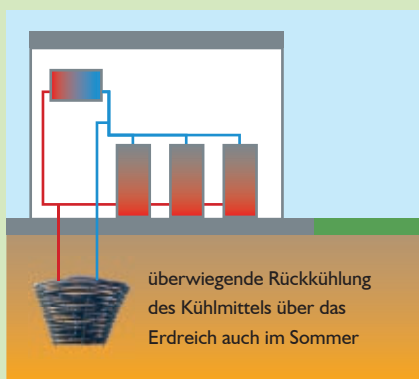 überwiegende Rückkühlung
des Kühlmittels über das
Erdreich auch im Sommer